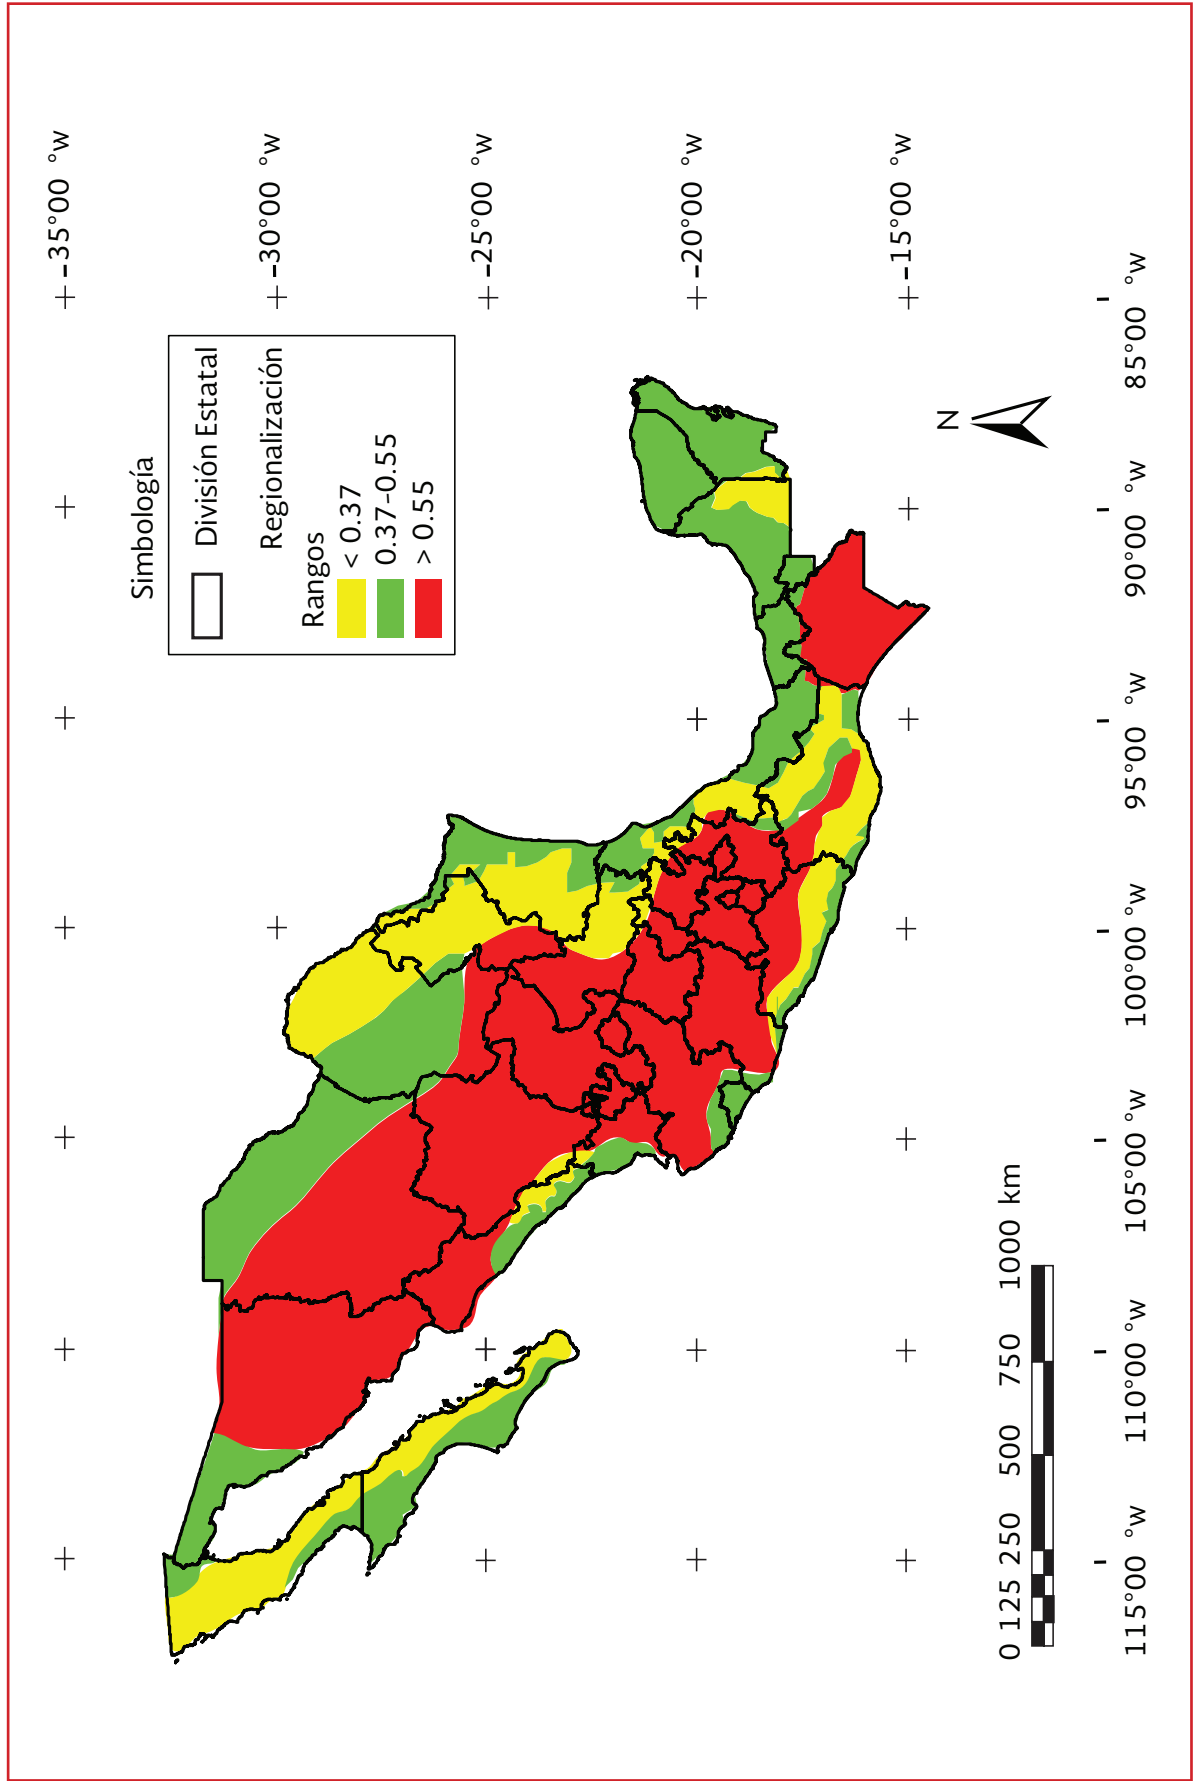 Simbología
División Estatal
Regionalización
Rangos
< 0.37
0.37-0.55
> 0.55
-35°00 °W
-30°00 °W
-25°00 °W
-20°00 °W
-15°00 °W
N
115°00 °W
110°00 °W
105°00 °W
100°00 °W
95°00 °W
90°00 °W
85°00 °W
0 125 250 500 750 1000 km